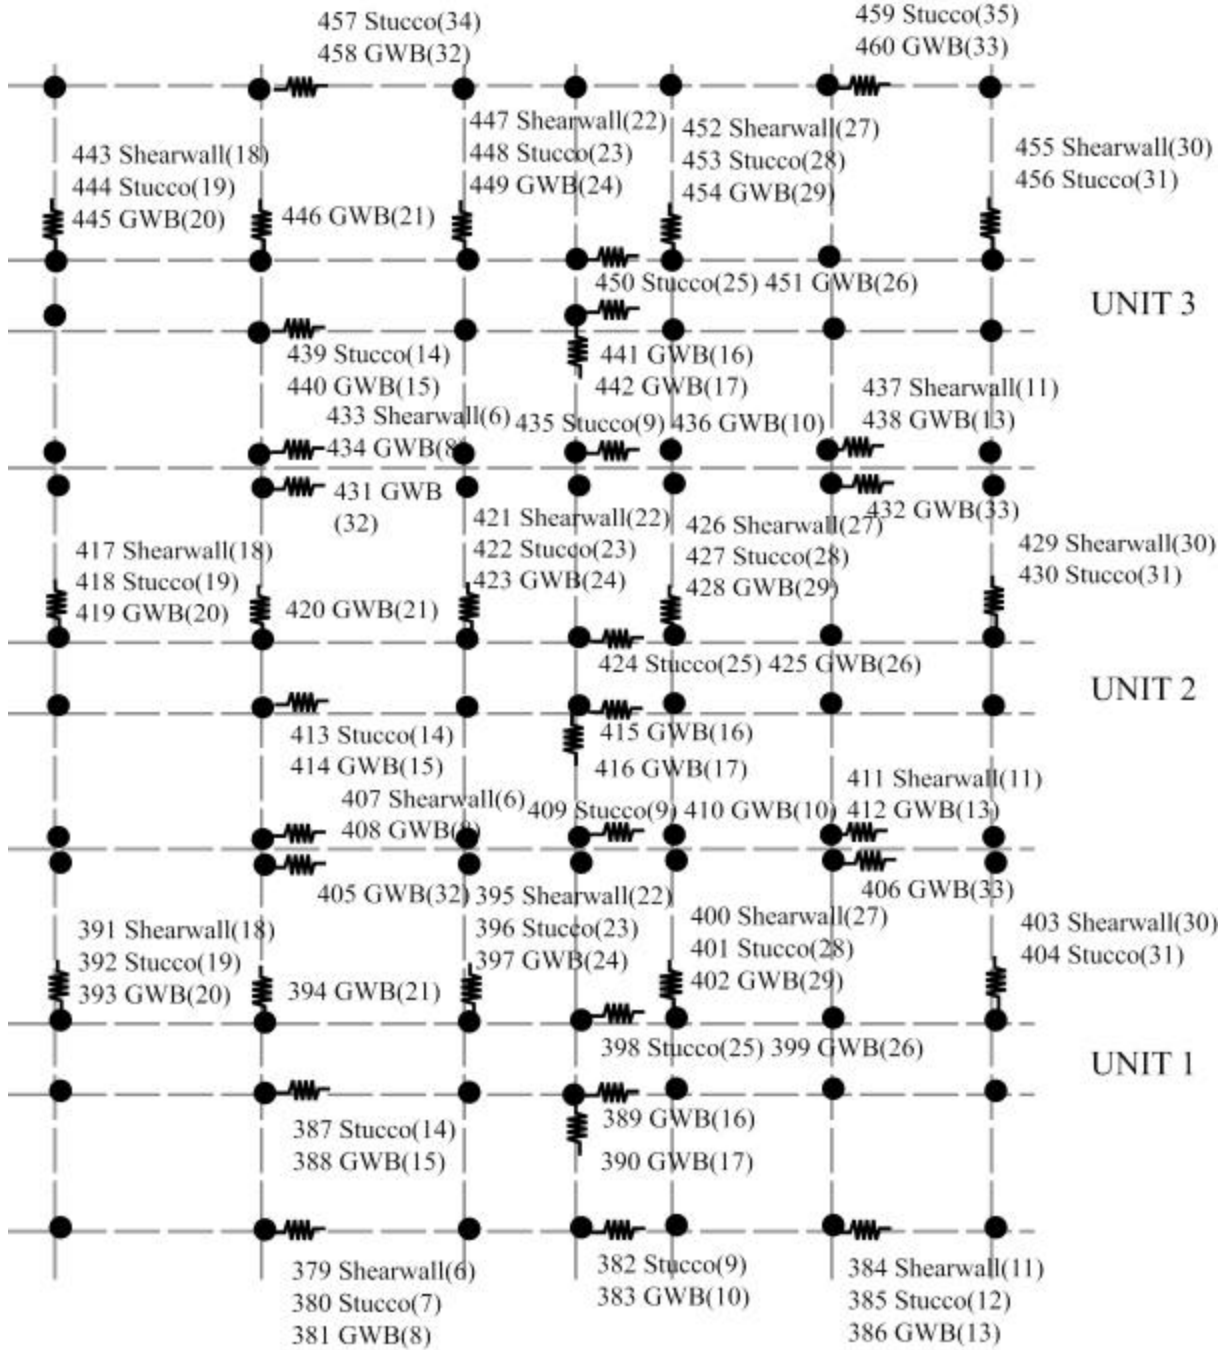 457 Stucco(34)
458 GWB(32)
459 Stucco(35)
460 GWB(33)
443 Shearwall(18)
444 Stucco(19)
445 GWB(20)
446 GWB(21)
447 Shearwall(22)
448 Stucco(23)
449 GWB(24)
452 Shearwall(27)
453 Stucco(28)
454 GWB(29)
455 Shearwall(30)
456 Stucco(31)
450 Stucco(25) 451 GWB(26)
UNIT 3
439 Stucco(14)
440 GWB(15)
441 GWB(16)
442 GWB(17)
437 Shearwall(11)
438 GWB(13)
433 Shearwall(6)
434 GWB(8)
435 Stucco(9) 436 GWB(10)
431 GWB
(32)
432 GWB(33)
417 Shearwall(18)
418 Stucco(19)
419 GWB(20)
420 GWB(21)
421 Shearwall(22)
422 Stucco(23)
423 GWB(24)
426 Shearwall(27)
427 Stucco(28)
428 GWB(29)
429 Shearwall(30)
430 Stucco(31)
424 Stucco(25) 425 GWB(26)
UNIT 2
413 Stucco(14)
414 GWB(15)
415 GWB(16)
416 GWB(17)
411 Shearwall(11)
412 GWB(13)
407 Shearwall(6)
408 GWB(8)
409 Stucco(9) 410 GWB(10)
405 GWB(32)
406 GWB(33)
391 Shearwall(18)
392 Stucco(19)
393 GWB(20)
394 GWB(21)
395 Shearwall(22)
396 Stucco(23)
397 GWB(24)
400 Shearwall(27)
401 Stucco(28)
402 GWB(29)
403 Shearwall(30)
404 Stucco(31)
398 Stucco(25) 399 GWB(26)
UNIT 1
387 Stucco(14)
388 GWB(15)
389 GWB(16)
390 GWB(17)
379 Shearwall(6)
380 Stucco(7)
381 GWB(8)
382 Stucco(9)
383 GWB(10)
384 Shearwall(11)
385 Stucco(12)
386 GWB(13)